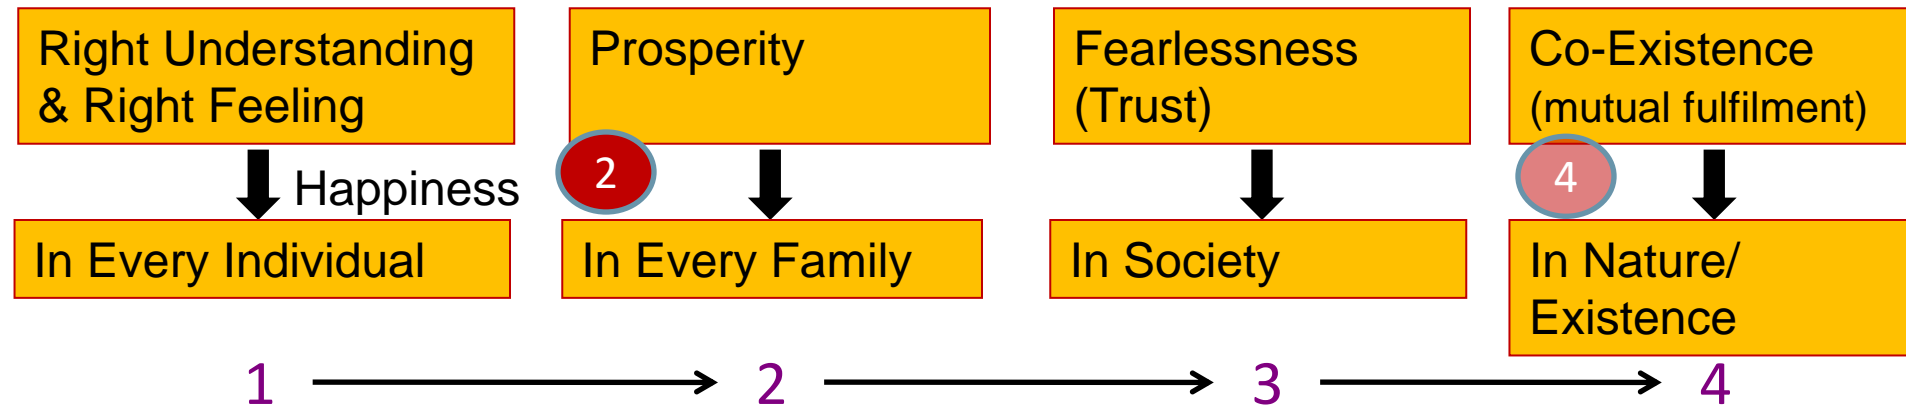 Right Understanding
& Right Feeling
Prosperity
Fearlessness
(Trust)
Co-Existence
(mutual fulfilment)
Happiness
2
4
In Every Individual
In Every Family
In Society
In Nature/
Existence
1
2
3
4